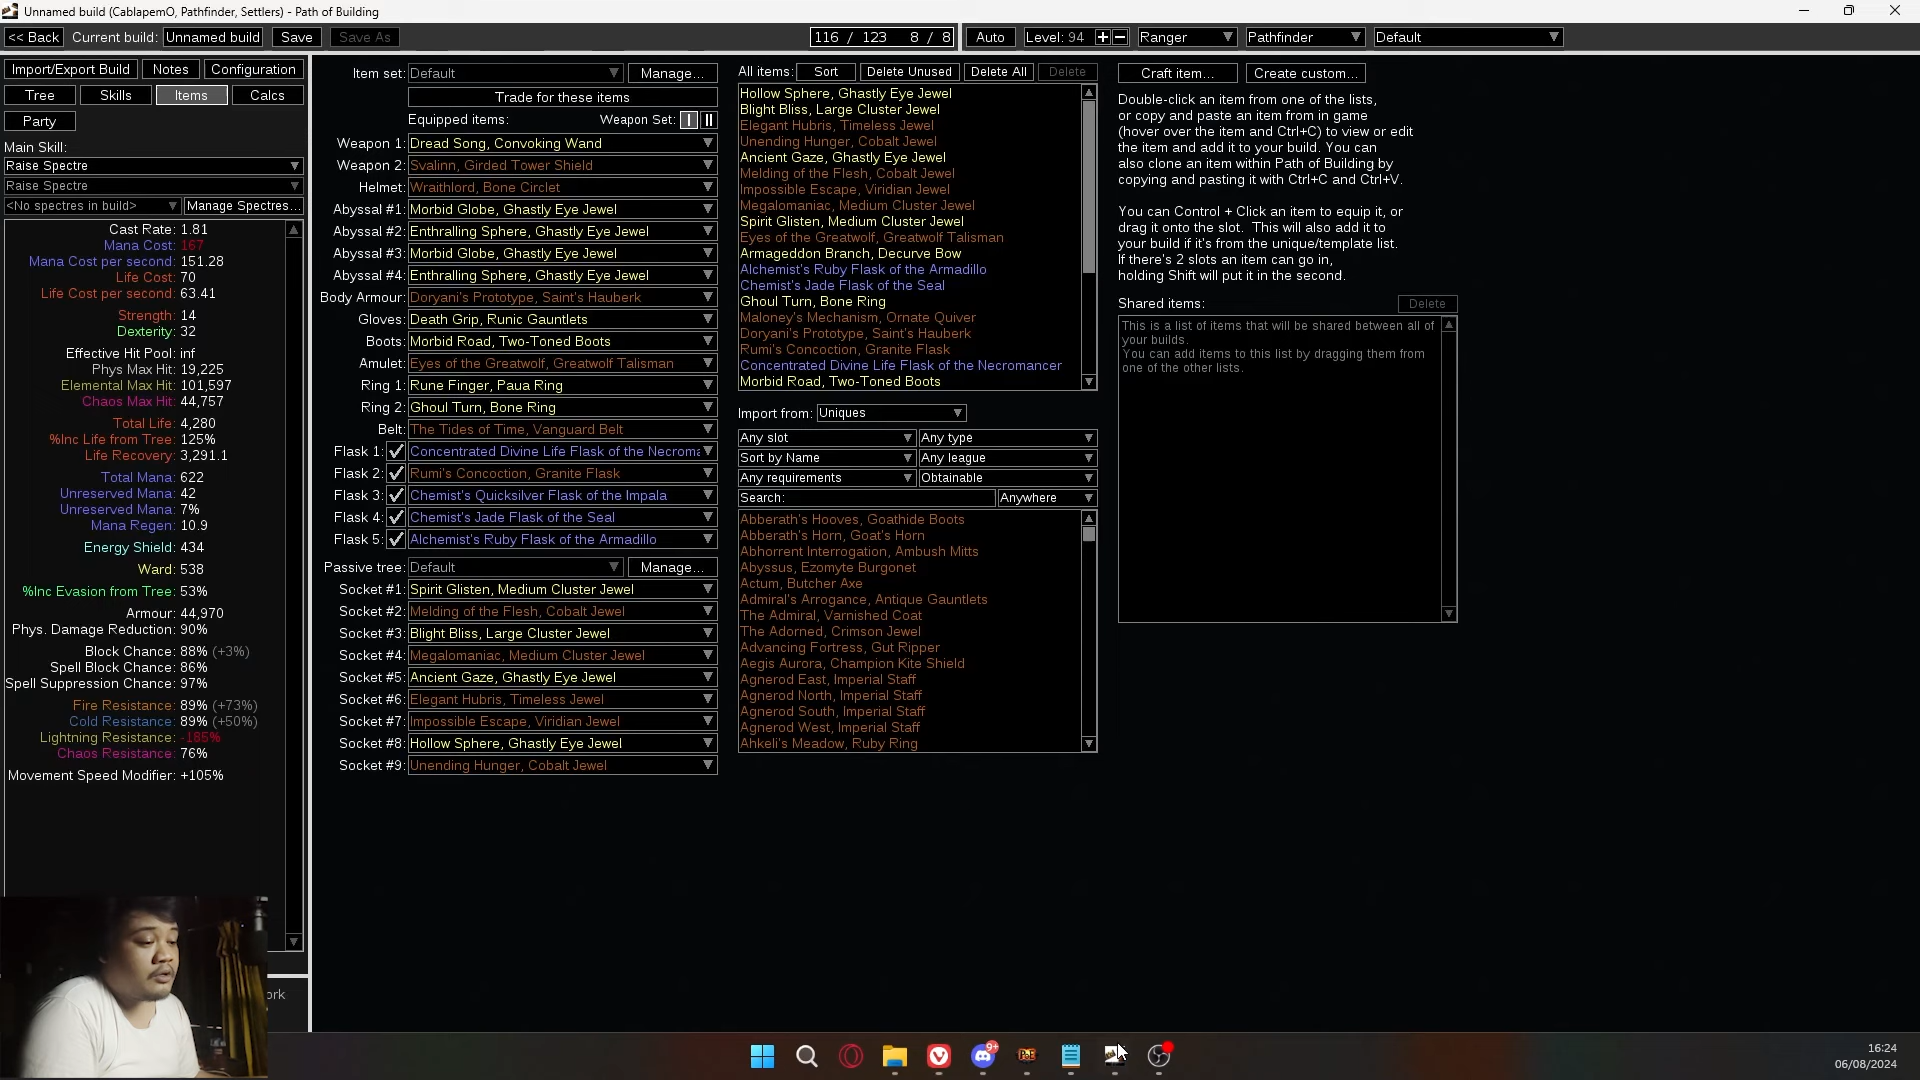 Unnamed build (CablapemO, Pathfinder, Settlers) - Path of Building
<< Back Current build: Unnamed build Save Save As 116 / 123 8 / 8 Auto Level: 94 Ranger Pathfinder Default
Import/Export Build Notes Configuration
Tree Skills Items Calcs
Party
Main Skill:
Raise Spectre
Raise Spectre
<No spectres in build> Manage Spectres...
Cast Rate: 1.81
Mana Cost: 167
Mana Cost per second: 151.28
Life Cost: 70
Life Cost per second: 63.41
Strength: 14
Dexterity: 32
Effective Hit Pool: inf
Phys Max Hit: 19,225
Elemental Max Hit: 101,597
Chaos Max Hit: 44,757
Total Life: 4,280
%Inc Life from Tree: 125%
Life Recovery: 3,291.1
Total Mana: 622
Unreserved Mana: 42
Unreserved Mana: 7%
Mana Regen: 10.9
Energy Shield: 434
Ward: 538
%Inc Evasion from Tree: 53%
Armour: 44,970
Phys. Damage Reduction: 90%
Block Chance: 88% (+3%)
Spell Block Chance: 86%
Spell Suppression Chance: 97%
Fire Resistance: 89% (+73%)
Cold Resistance: 89% (+50%)
Lightning Resistance: -185%
Chaos Resistance: 76%
Movement Speed Modifier: +105%
ork
Item set: Default Manage...
Trade for these items
Equipped items: Weapon Set: I II
Weapon 1: Dread Song, Convoking Wand
Weapon 2: Svalinn, Girded Tower Shield
Helmet: Wraithlord, Bone Circlet
Abyssal #1: Morbid Globe, Ghastly Eye Jewel
Abyssal #2: Enthralling Sphere, Ghastly Eye Jewel
Abyssal #3: Morbid Globe, Ghastly Eye Jewel
Abyssal #4: Enthralling Sphere, Ghastly Eye Jewel
Body Armour: Doryani's Prototype, Saint's Hauberk
Gloves: Death Grip, Runic Gauntlets
Boots: Morbid Road, Two-Toned Boots
Amulet: Eyes of the Greatwolf, Greatwolf Talisman
Ring 1: Rune Finger, Paua Ring
Ring 2: Ghoul Turn, Bone Ring
Belt: The Tides of Time, Vanguard Belt
Flask 1: Concentrated Divine Life Flask of the Necroma
Flask 2: Rumi's Concoction, Granite Flask
Flask 3: Chemist's Quicksilver Flask of the Impala
Flask 4: Chemist's Jade Flask of the Seal
Flask 5: Alchemist's Ruby Flask of the Armadillo
Passive tree: Default Manage...
Socket #1: Spirit Glisten, Medium Cluster Jewel
Socket #2: Melding of the Flesh, Cobalt Jewel
Socket #3: Blight Bliss, Large Cluster Jewel
Socket #4: Megalomaniac, Medium Cluster Jewel
Socket #5: Ancient Gaze, Ghastly Eye Jewel
Socket #6: Elegant Hubris, Timeless Jewel
Socket #7: Impossible Escape, Viridian Jewel
Socket #8: Hollow Sphere, Ghastly Eye Jewel
Socket #9: Unending Hunger, Cobalt Jewel
All items: Sort Delete Unused Delete All Delete
Hollow Sphere, Ghastly Eye Jewel
Blight Bliss, Large Cluster Jewel
Elegant Hubris, Timeless Jewel
Unending Hunger, Cobalt Jewel
Ancient Gaze, Ghastly Eye Jewel
Melding of the Flesh, Cobalt Jewel
Impossible Escape, Viridian Jewel
Megalomaniac, Medium Cluster Jewel
Spirit Glisten, Medium Cluster Jewel
Eyes of the Greatwolf, Greatwolf Talisman
Armageddon Branch, Decurve Bow
Alchemist's Ruby Flask of the Armadillo
Chemist's Jade Flask of the Seal
Ghoul Turn, Bone Ring
Maloney's Mechanism, Ornate Quiver
Doryani's Prototype, Saint's Hauberk
Rumi's Concoction, Granite Flask
Concentrated Divine Life Flask of the Necromancer
Morbid Road, Two-Toned Boots
Import from: Uniques
Any slot Any type
Sort by Name Any league
Any requirements Obtainable
Search: Anywhere
Abberath's Hooves, Goathide Boots
Abberath's Horn, Goat's Horn
Abhorrent Interrogation, Ambush Mitts
Abyssus, Ezomyte Burgonet
Actum, Butcher Axe
Admiral's Arrogance, Antique Gauntlets
The Admiral, Varnished Coat
The Adorned, Crimson Jewel
Advancing Fortress, Gut Ripper
Aegis Aurora, Champion Kite Shield
Agnerod East, Imperial Staff
Agnerod North, Imperial Staff
Agnerod South, Imperial Staff
Agnerod West, Imperial Staff
Ahkeli's Meadow, Ruby Ring
Craft item... Create custom...
Double-click an item from one of the lists,
or copy and paste an item from in game
(hover over the item and Ctrl+C) to view or edit
the item and add it to your build. You can
also clone an item within Path of Building by
copying and pasting it with Ctrl+C and Ctrl+V.
You can Control + Click an item to equip it, or
drag it onto the slot. This will also add it to
your build if it's from the unique/template list.
If there's 2 slots an item can go in,
holding Shift will put it in the second.
Shared items: Delete
This is a list of items that will be shared between all of
your builds.
You can add items to this list by dragging them from
one of the other lists.
9+
PoE
16:24
06/08/2024